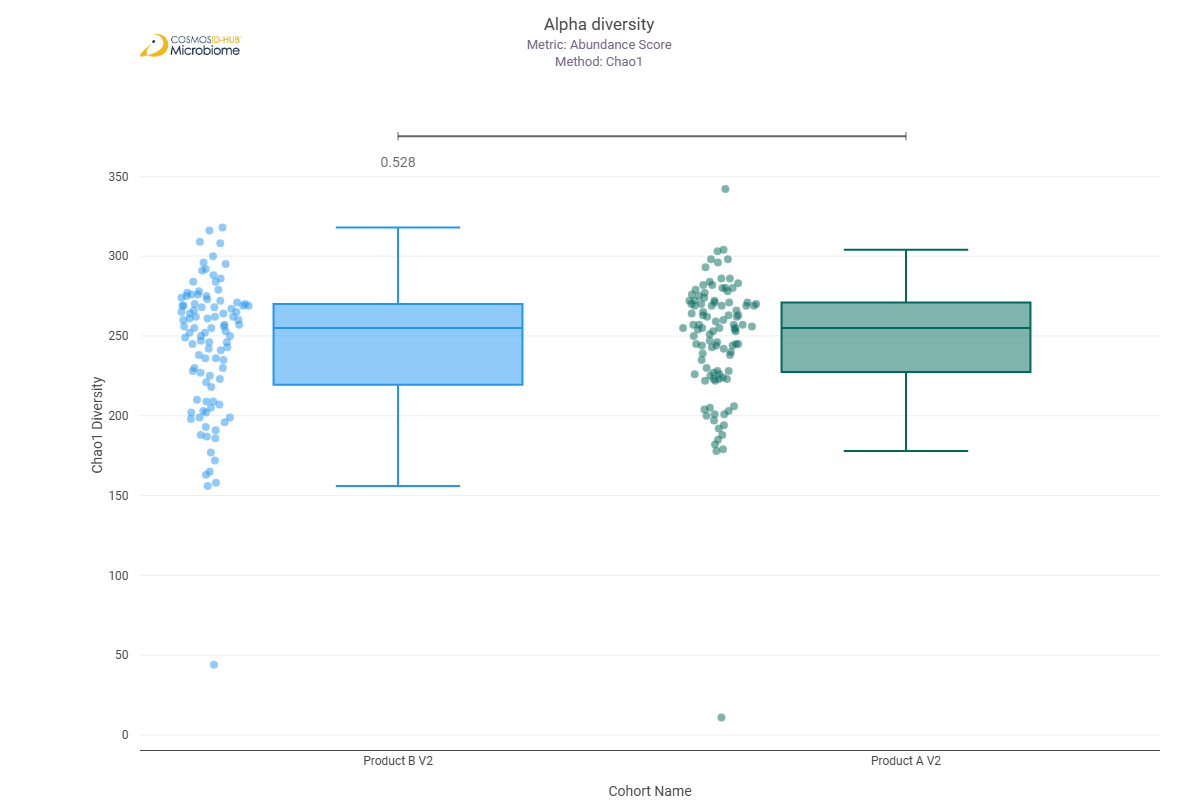 Alpha diversity
Metric: Abundance Score
Method: Chao1
COSMOSID-HUB
Microbiome
0.528
350
300
250
200
150
100
50
0
Chao1 Diversity
Product B V2
Product A V2
Cohort Name